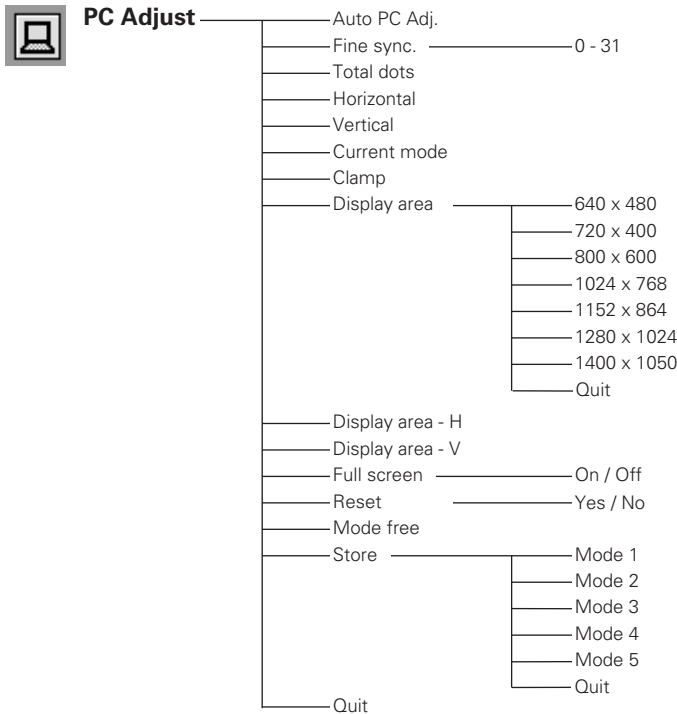 PC Adjust
Auto PC Adj.
Fine sync. 0 - 31
Total dots
Horizontal
Vertical
Current mode
Clamp
Display area 640 x 480
720 x 400
800 x 600
1024 x 768
1152 x 864
1280 x 1024
1400 x 1050
Quit
Display area - H
Display area - V
Full screen On / Off
Reset Yes / No
Mode free
Store Mode 1
Mode 2
Mode 3
Mode 4
Mode 5
Quit
Quit